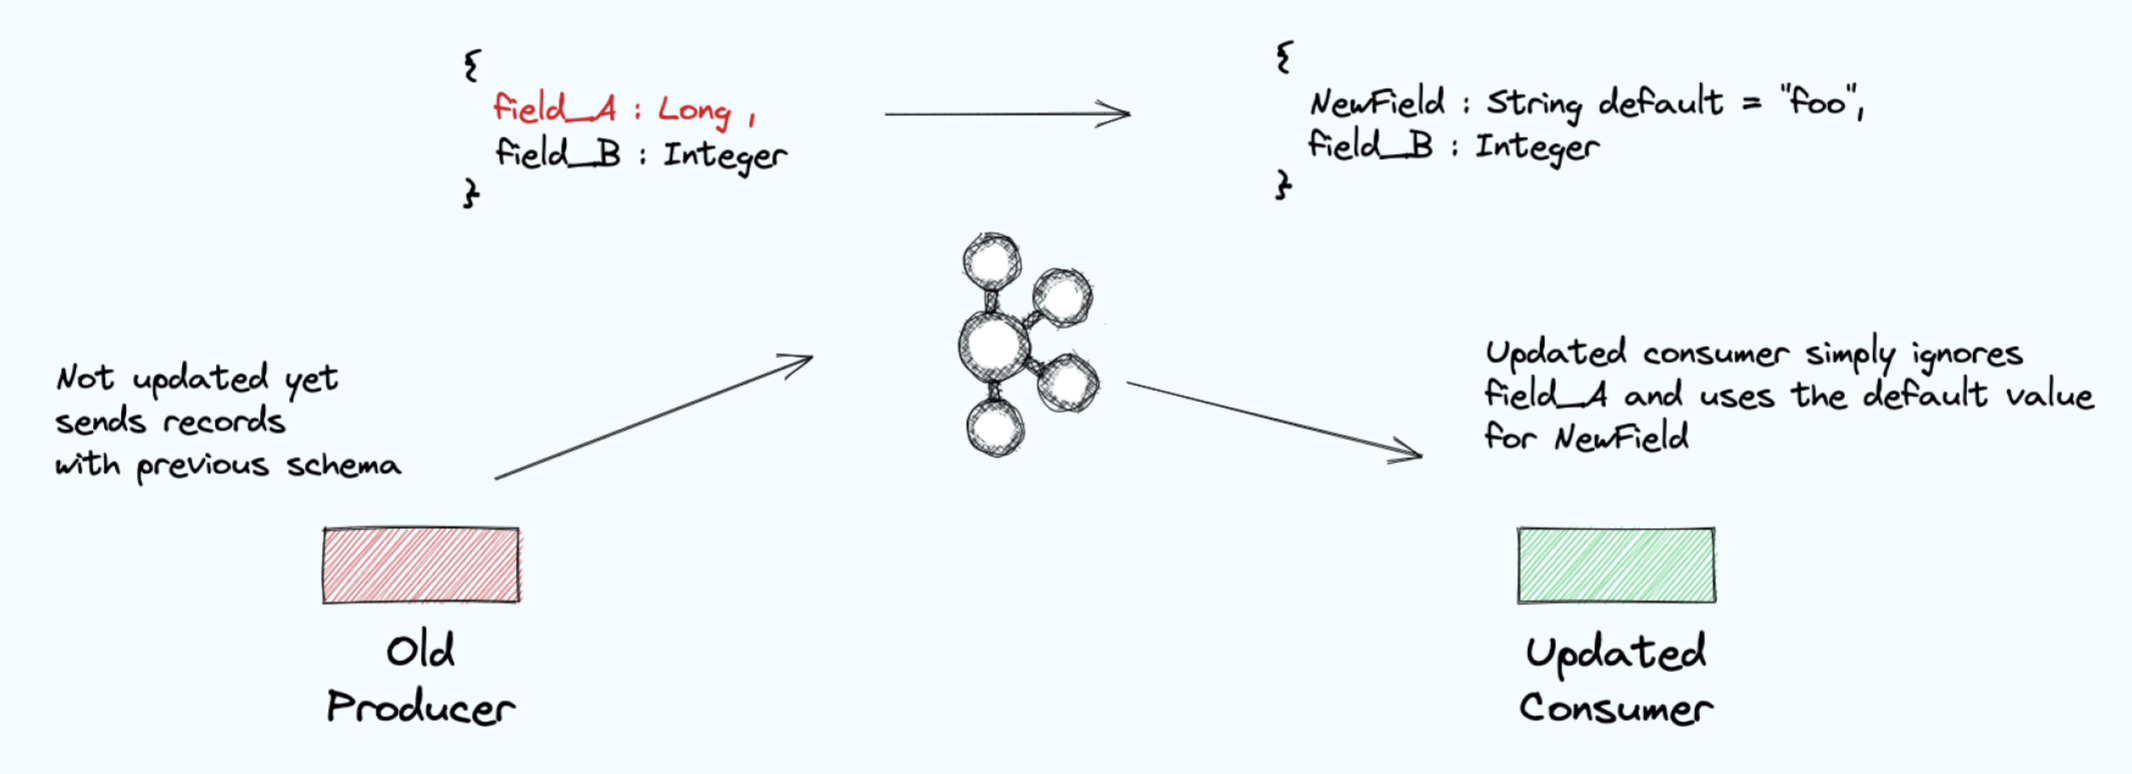 {
field_A : Long ,
field_B : Integer
}
{
NewField : String default = "foo",
field_B : Integer
}
Not updated yet
sends records
with previous schema
Updated consumer simply ignores
field_A and uses the default value
for NewField
Old
Producer
Updated
Consumer